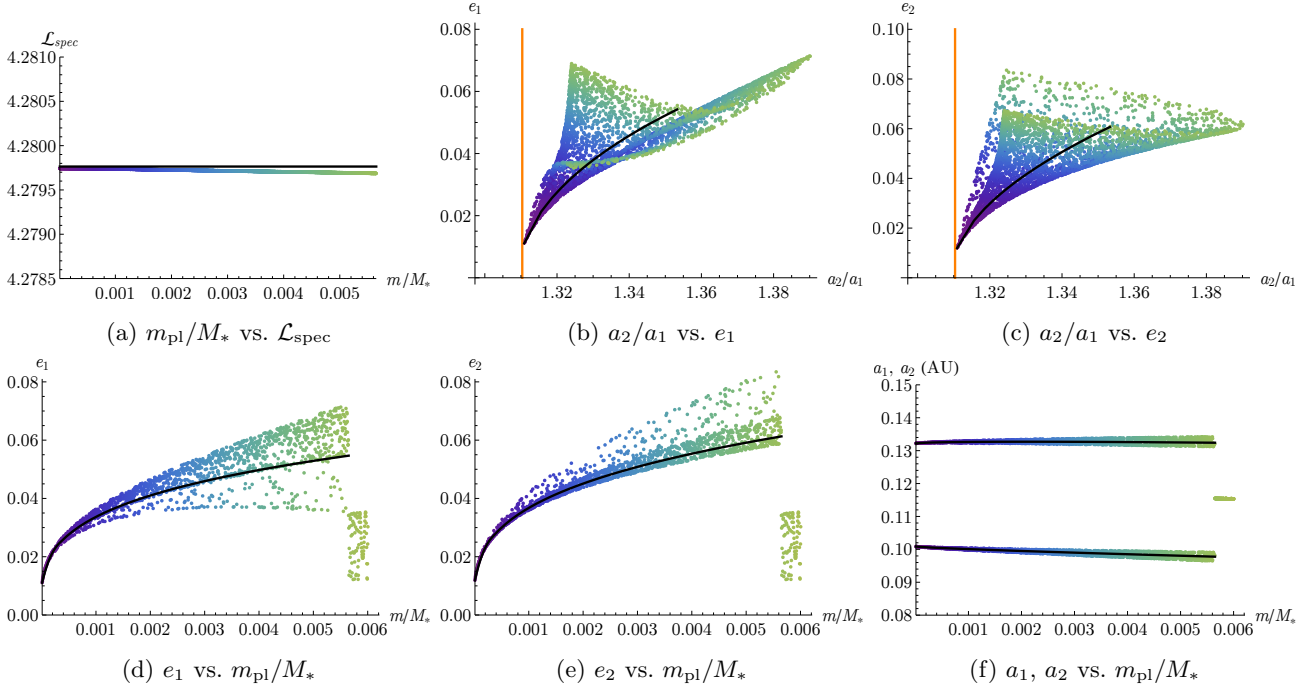 𝓛spec
4.2810
4.2805
4.2800
4.2795
4.2790
4.2785
0.001 0.002 0.003 0.004 0.005
m/M*
(a) mpl/M* vs. 𝓛spec
e1
0.08
0.06
0.04
0.02
1.32 1.34 1.36 1.38
a2/a1
(b) a2/a1 vs. e1
e2
0.10
0.08
0.06
0.04
0.02
1.32 1.34 1.36 1.38
a2/a1
(c) a2/a1 vs. e2
e1
0.08
0.06
0.04
0.02
0.00
0.001 0.002 0.003 0.004 0.005 0.006
m/M*
(d) e1 vs. mpl/M*
e2
0.08
0.06
0.04
0.02
0.00
0.001 0.002 0.003 0.004 0.005 0.006
m/M*
(e) e2 vs. mpl/M*
a1, a2 (AU)
0.15
0.14
0.13
0.12
0.11
0.10
0.09
0.08
0.001 0.002 0.003 0.004 0.005 0.006
m/M*
(f) a1, a2 vs. mpl/M*